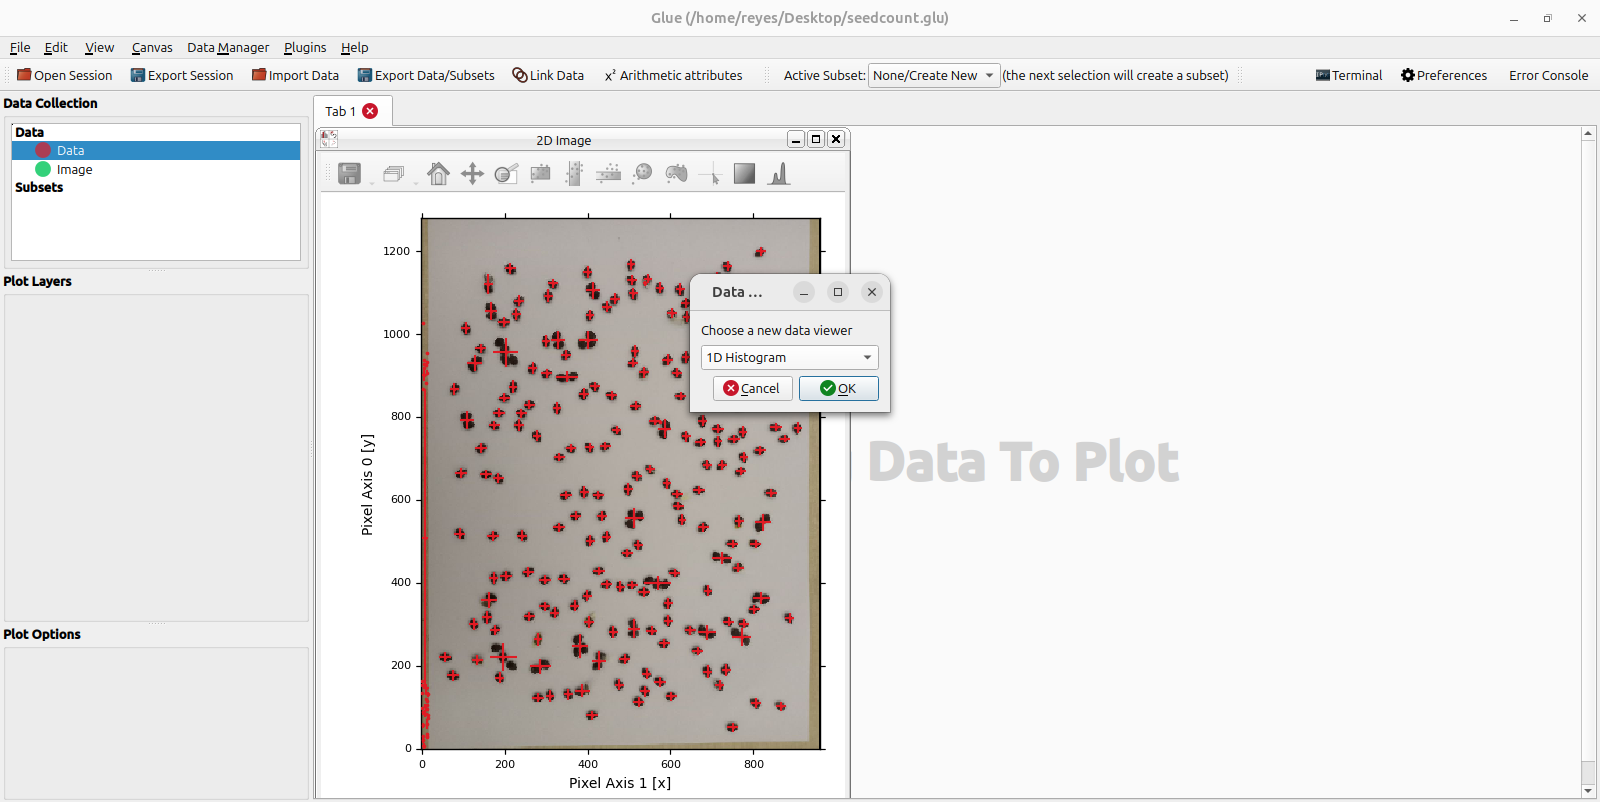 Glue (/home/reyes/Desktop/seedcount.glu)
File Edit View Canvas Data Manager Plugins Help
Open Session Export Session Import Data Export Data/Subsets Link Data x² Arithmetic attributes Active Subset: None/Create New (the next selection will create a subset) Terminal Preferences Error Console
Data Collection
Data
Data
Image
Subsets
Plot Layers
Plot Options
Tab 1
2D Image
1200
1000
800
600
400
200
0
0 200 400 600 800
Pixel Axis 0 [y]
Pixel Axis 1 [x]
Data ...
Choose a new data viewer
1D Histogram
Cancel OK
Data To Plot